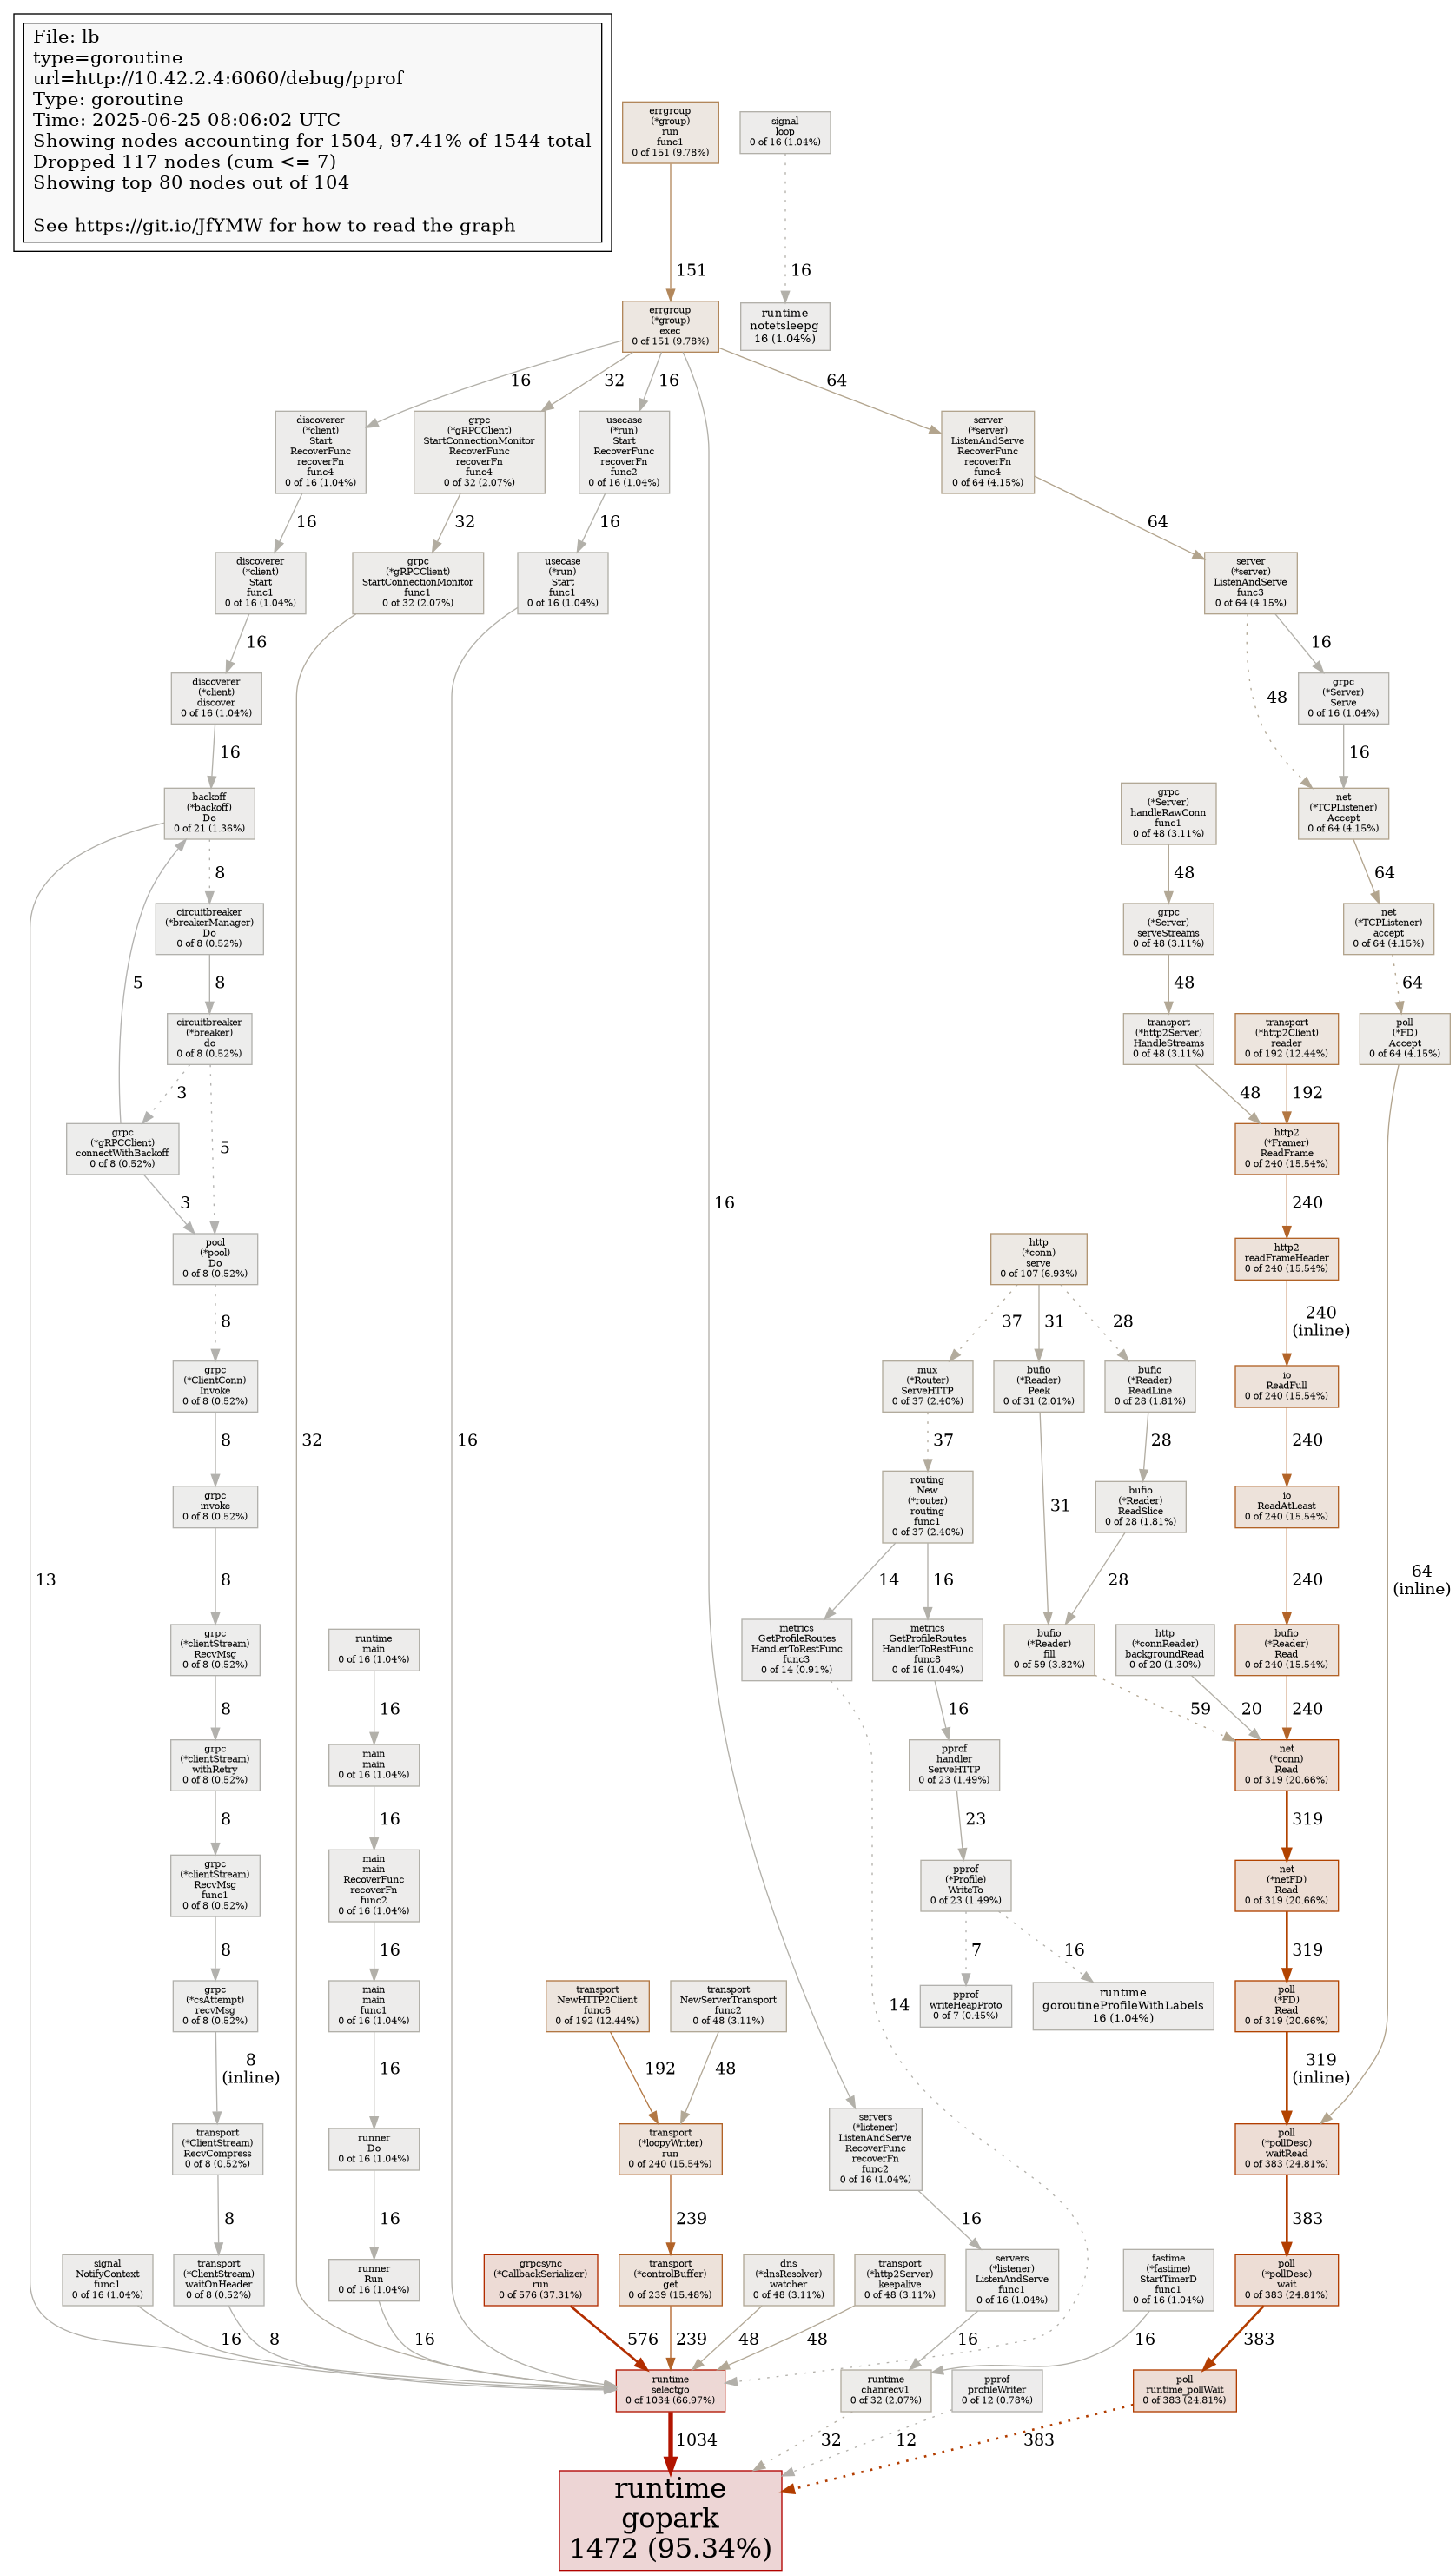 File: lb
type=goroutine
url=http://10.42.2.4:6060/debug/pprof
Type: goroutine
Time: 2025-06-25 08:06:02 UTC
Showing nodes accounting for 1504, 97.41% of 1544 total
Dropped 117 nodes (cum <= 7)
Showing top 80 nodes out of 104
See https://git.io/JfYMW for how to read the graph
errgroup
(*group)
run
func1
0 of 151 (9.78%)
signal
loop
0 of 16 (1.04%)
151
16
errgroup
(*group)
exec
0 of 151 (9.78%)
runtime
notetsleepg
16 (1.04%)
16
32
16
64
discoverer
(*client)
Start
RecoverFunc
recoverFn
func4
0 of 16 (1.04%)
grpc
(*gRPCClient)
StartConnectionMonitor
RecoverFunc
recoverFn
func4
0 of 32 (2.07%)
usecase
(*run)
Start
RecoverFunc
recoverFn
func2
0 of 16 (1.04%)
server
(*server)
ListenAndServe
RecoverFunc
recoverFn
func4
0 of 64 (4.15%)
16
32
16
64
discoverer
(*client)
Start
func1
0 of 16 (1.04%)
grpc
(*gRPCClient)
StartConnectionMonitor
func1
0 of 32 (2.07%)
usecase
(*run)
Start
func1
0 of 16 (1.04%)
server
(*server)
ListenAndServe
func3
0 of 64 (4.15%)
16
16
48
discoverer
(*client)
discover
0 of 16 (1.04%)
grpc
(*Server)
Serve
0 of 16 (1.04%)
16
16
backoff
(*backoff)
Do
0 of 21 (1.36%)
grpc
(*Server)
handleRawConn
func1
0 of 48 (3.11%)
net
(*TCPListener)
Accept
0 of 64 (4.15%)
8
48
64
circuitbreaker
(*breakerManager)
Do
0 of 8 (0.52%)
grpc
(*Server)
serveStreams
0 of 48 (3.11%)
net
(*TCPListener)
accept
0 of 64 (4.15%)
5
8
48
64
circuitbreaker
(*breaker)
do
0 of 8 (0.52%)
transport
(*http2Server)
HandleStreams
0 of 48 (3.11%)
transport
(*http2Client)
reader
0 of 192 (12.44%)
poll
(*FD)
Accept
0 of 64 (4.15%)
3
5
48
192
grpc
(*gRPCClient)
connectWithBackoff
0 of 8 (0.52%)
http2
(*Framer)
ReadFrame
0 of 240 (15.54%)
3
16
240
pool
(*pool)
Do
0 of 8 (0.52%)
http
(*conn)
serve
0 of 107 (6.93%)
http2
readFrameHeader
0 of 240 (15.54%)
8
37
31
28
240
(inline)
grpc
(*ClientConn)
Invoke
0 of 8 (0.52%)
mux
(*Router)
ServeHTTP
0 of 37 (2.40%)
bufio
(*Reader)
Peek
0 of 31 (2.01%)
bufio
(*Reader)
ReadLine
0 of 28 (1.81%)
io
ReadFull
0 of 240 (15.54%)
8
32
16
37
28
240
grpc
invoke
0 of 8 (0.52%)
routing
New
(*router)
routing
func1
0 of 37 (2.40%)
31
bufio
(*Reader)
ReadSlice
0 of 28 (1.81%)
io
ReadAtLeast
0 of 240 (15.54%)
13
8
14
16
28
240
64
(inline)
grpc
(*clientStream)
RecvMsg
0 of 8 (0.52%)
runtime
main
0 of 16 (1.04%)
metrics
GetProfileRoutes
HandlerToRestFunc
func3
0 of 14 (0.91%)
metrics
GetProfileRoutes
HandlerToRestFunc
func8
0 of 16 (1.04%)
bufio
(*Reader)
fill
0 of 59 (3.82%)
http
(*connReader)
backgroundRead
0 of 20 (1.30%)
bufio
(*Reader)
Read
0 of 240 (15.54%)
8
16
16
59
20
240
grpc
(*clientStream)
withRetry
0 of 8 (0.52%)
main
main
0 of 16 (1.04%)
pprof
handler
ServeHTTP
0 of 23 (1.49%)
net
(*conn)
Read
0 of 319 (20.66%)
8
16
23
319
grpc
(*clientStream)
RecvMsg
func1
0 of 8 (0.52%)
main
main
RecoverFunc
recoverFn
func2
0 of 16 (1.04%)
pprof
(*Profile)
WriteTo
0 of 23 (1.49%)
net
(*netFD)
Read
0 of 319 (20.66%)
8
16
7
16
319
grpc
(*csAttempt)
recvMsg
0 of 8 (0.52%)
main
main
func1
0 of 16 (1.04%)
transport
NewHTTP2Client
func6
0 of 192 (12.44%)
transport
NewServerTransport
func2
0 of 48 (3.11%)
14
pprof
writeHeapProto
0 of 7 (0.45%)
runtime
goroutineProfileWithLabels
16 (1.04%)
poll
(*FD)
Read
0 of 319 (20.66%)
8
(inline)
16
192
48
319
(inline)
transport
(*ClientStream)
RecvCompress
0 of 8 (0.52%)
runner
Do
0 of 16 (1.04%)
transport
(*loopyWriter)
run
0 of 240 (15.54%)
servers
(*listener)
ListenAndServe
RecoverFunc
recoverFn
func2
0 of 16 (1.04%)
poll
(*pollDesc)
waitRead
0 of 383 (24.81%)
8
16
239
16
383
signal
NotifyContext
func1
0 of 16 (1.04%)
transport
(*ClientStream)
waitOnHeader
0 of 8 (0.52%)
runner
Run
0 of 16 (1.04%)
grpcsync
(*CallbackSerializer)
run
0 of 576 (37.31%)
transport
(*controlBuffer)
get
0 of 239 (15.48%)
dns
(*dnsResolver)
watcher
0 of 48 (3.11%)
transport
(*http2Server)
keepalive
0 of 48 (3.11%)
servers
(*listener)
ListenAndServe
func1
0 of 16 (1.04%)
fastime
(*fastime)
StartTimerD
func1
0 of 16 (1.04%)
poll
(*pollDesc)
wait
0 of 383 (24.81%)
16
8
16
576
239
48
48
16
16
383
runtime
selectgo
0 of 1034 (66.97%)
runtime
chanrecv1
0 of 32 (2.07%)
pprof
profileWriter
0 of 12 (0.78%)
poll
runtime_pollWait
0 of 383 (24.81%)
1034
32
12
383
runtime
gopark
1472 (95.34%)